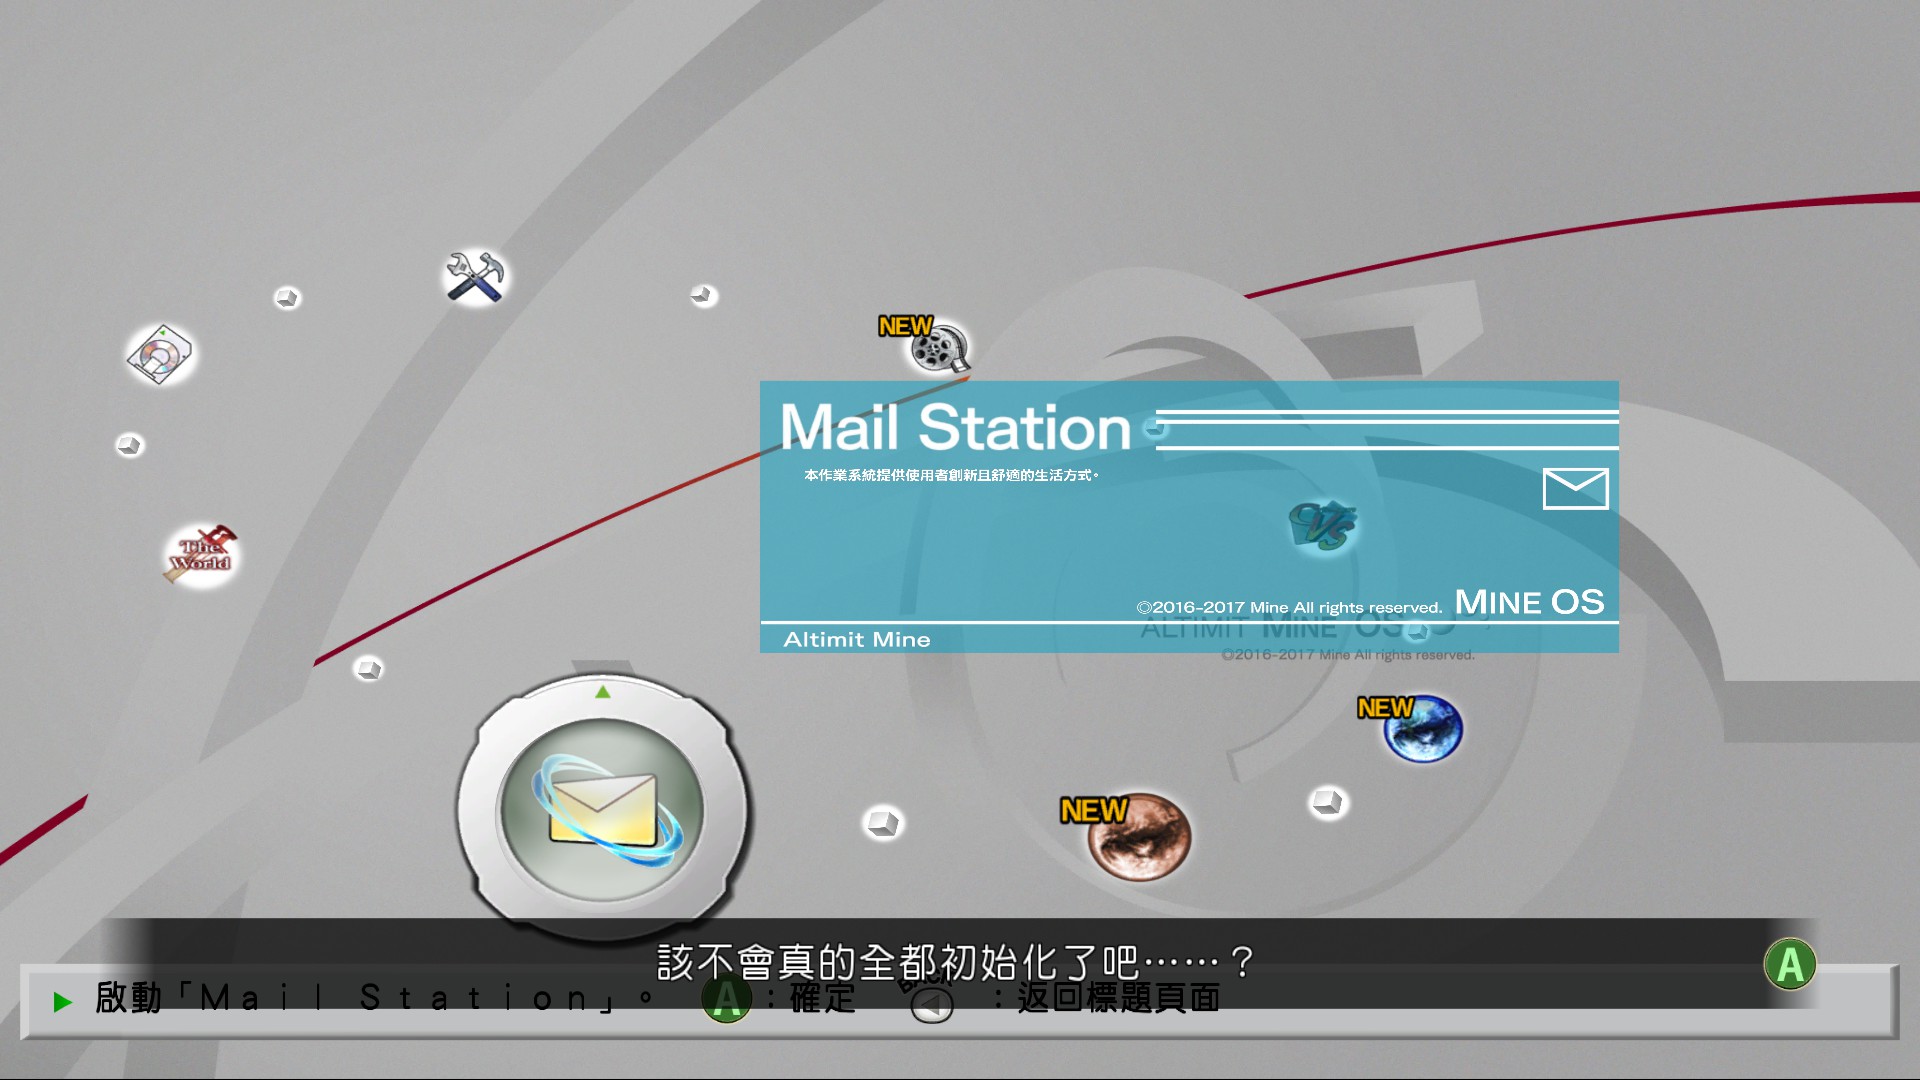 NEW
Mail Station
本作業系統提供使用者創新且舒適的生活方式。
CVS
The
World
©2016-2017 Mine All rights reserved. MINE OS
ALTIMIT MINE OS
Altimit Mine
©2016-2017 Mine All rights reserved.
NEW
NEW
該不會真的全都初始化了吧……？
A
啟動「Mail Station」。 A：確定 BACK：返回標題頁面